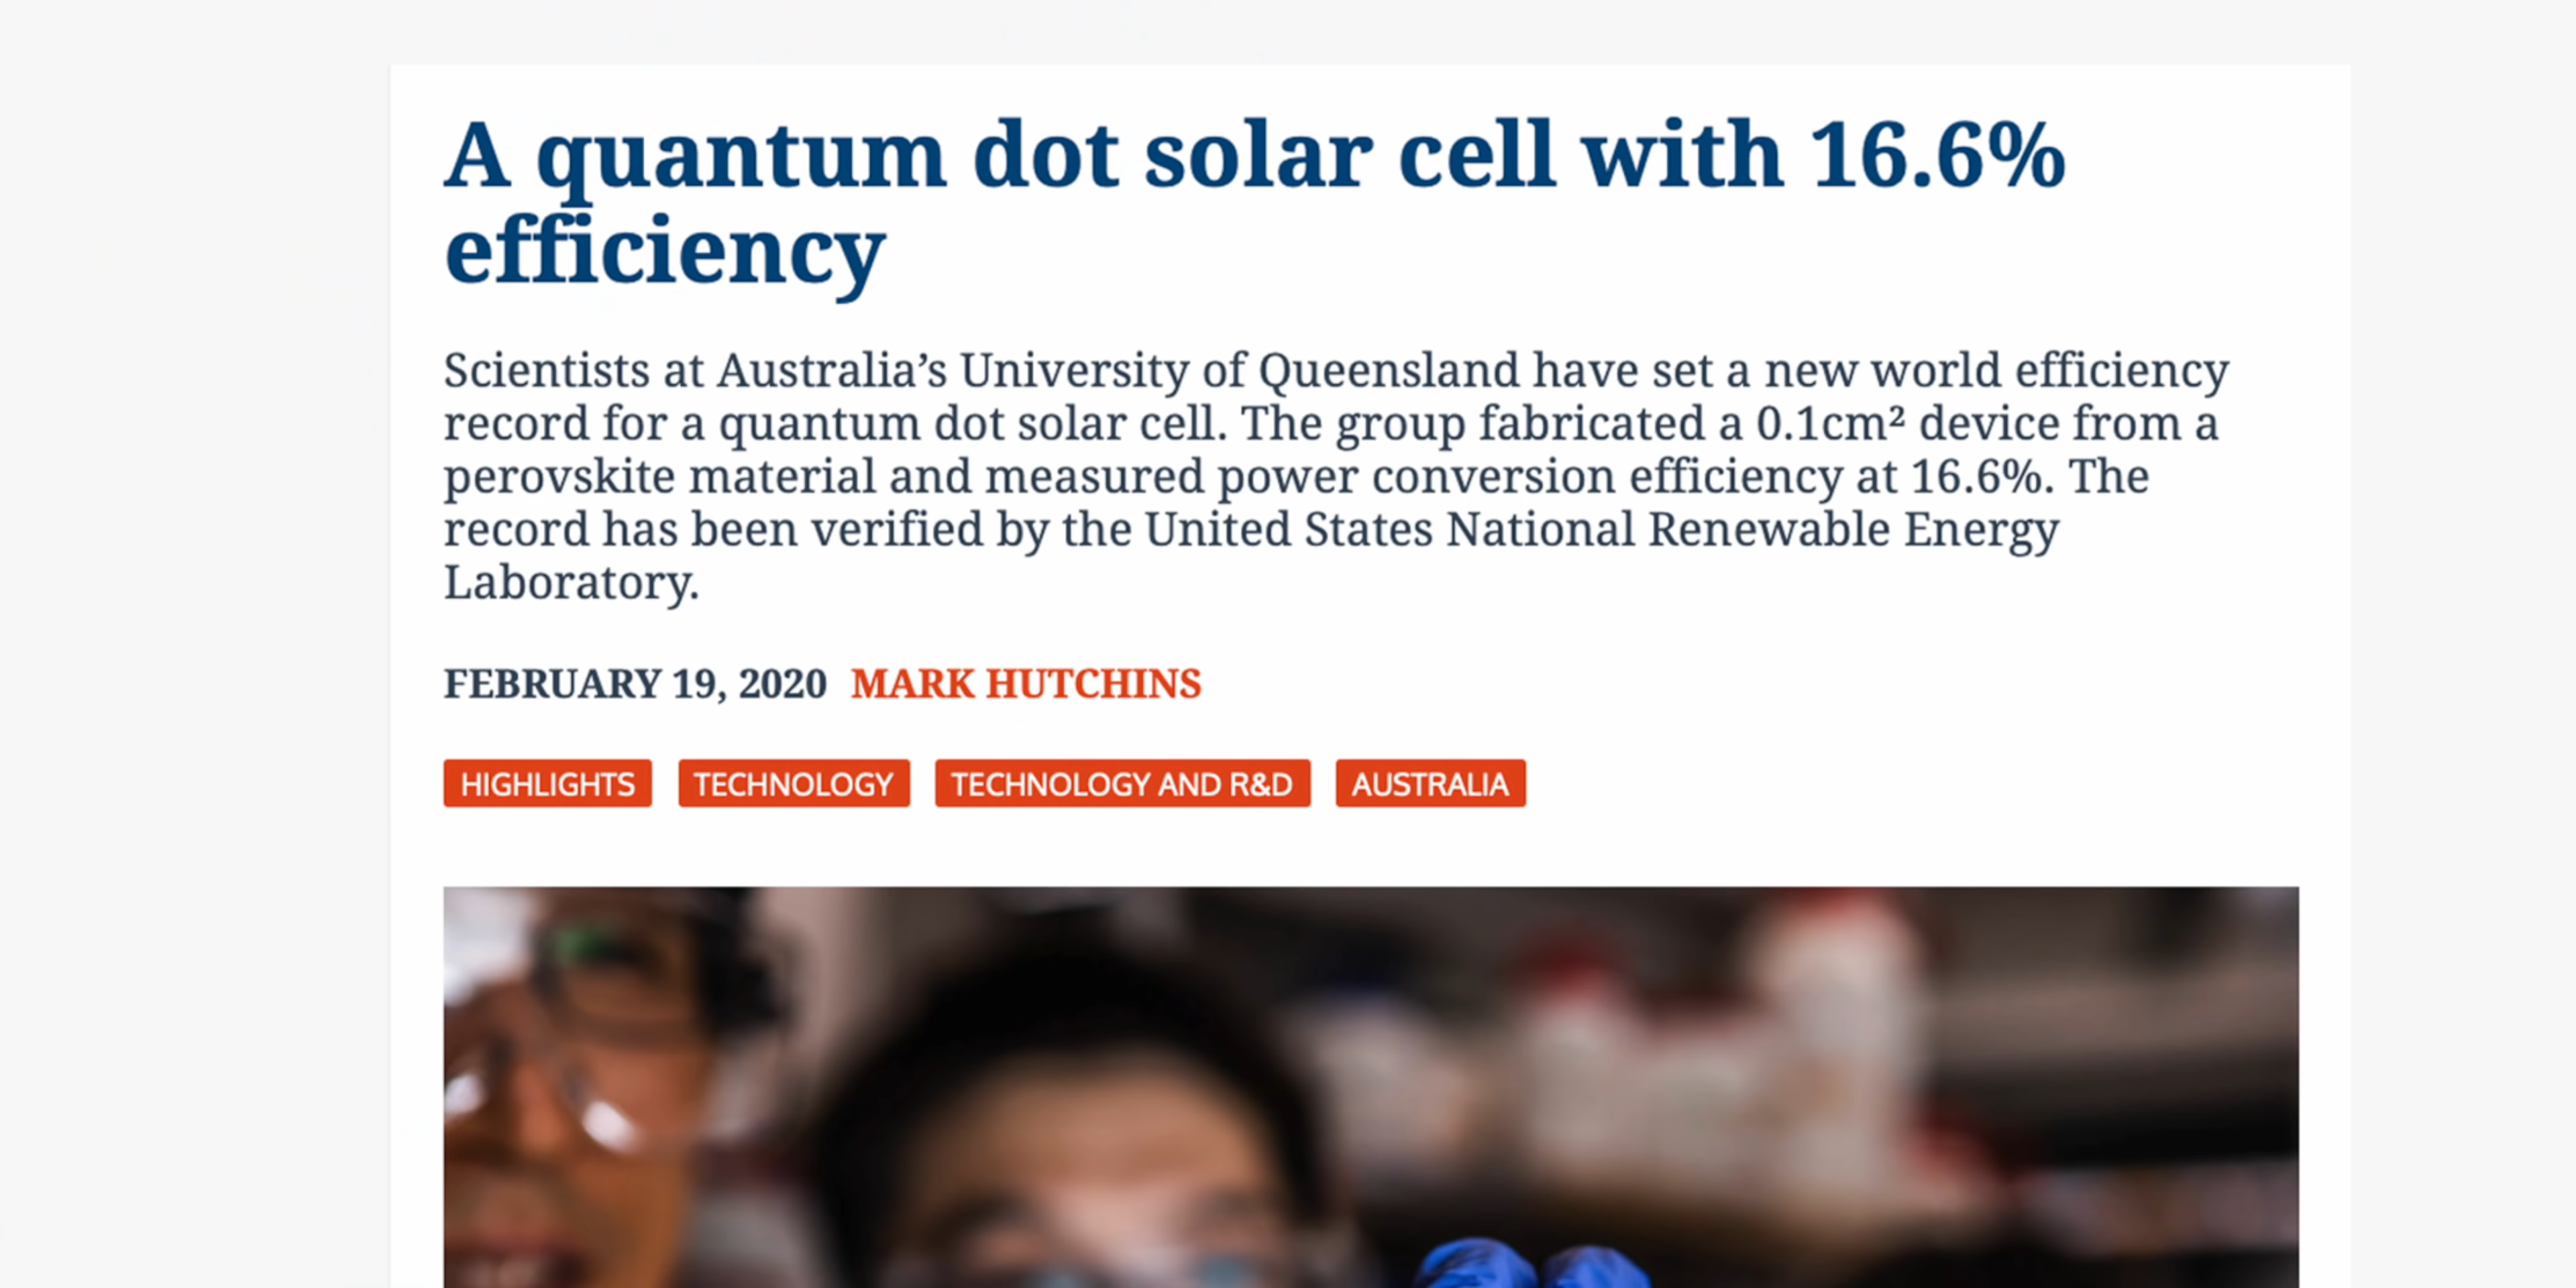 A quantum dot solar cell with 16.6%
efficiency
Scientists at Australia’s University of Queensland have set a new world efficiency
record for a quantum dot solar cell. The group fabricated a 0.1cm² device from a
perovskite material and measured power conversion efficiency at 16.6%. The
record has been verified by the United States National Renewable Energy
Laboratory.
FEBRUARY 19, 2020 MARK HUTCHINS
HIGHLIGHTS TECHNOLOGY TECHNOLOGY AND R&D AUSTRALIA